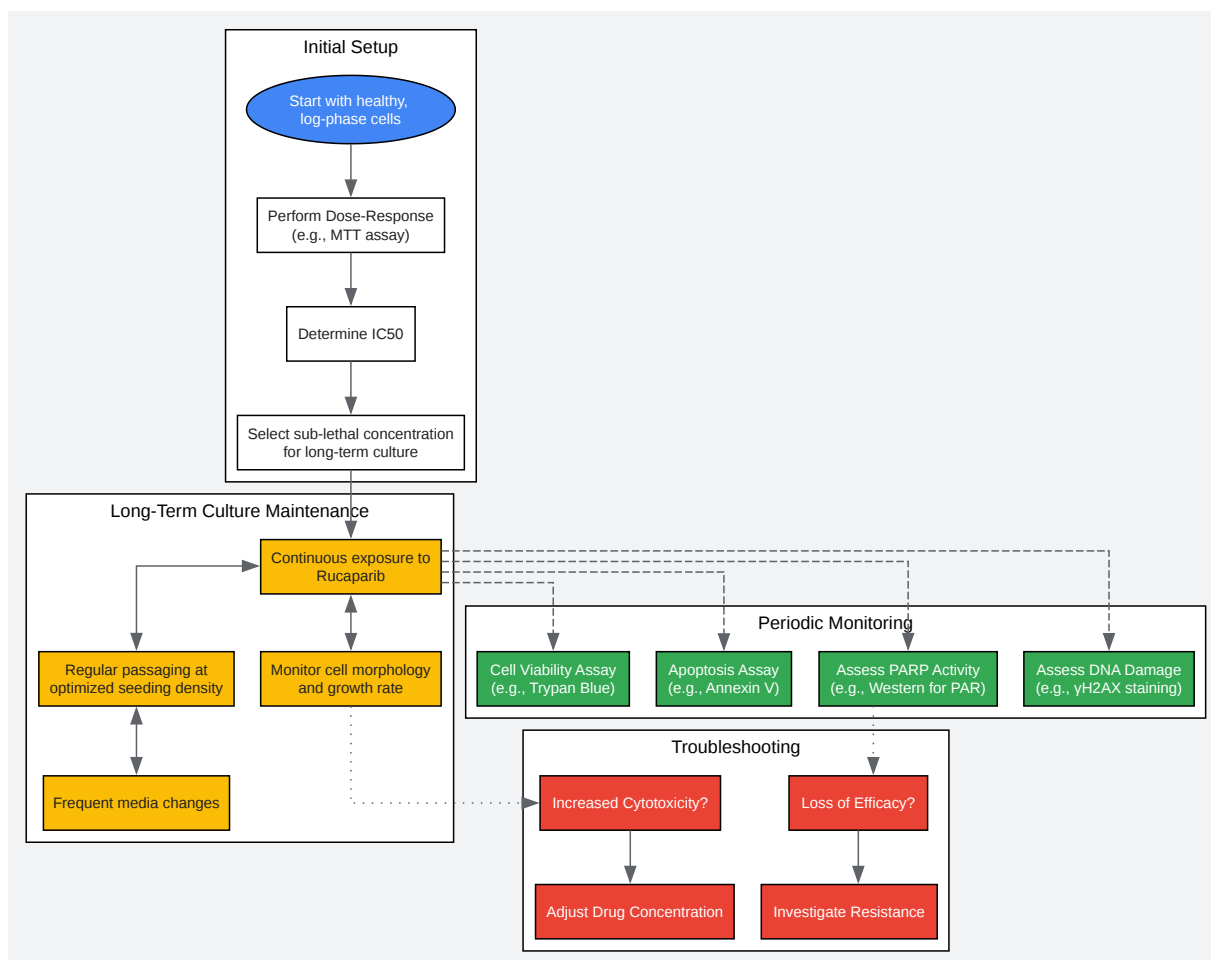 Initial Setup
Start with healthy,
log-phase cells
Perform Dose-Response
(e.g., MTT assay)
Determine IC50
Select sub-lethal concentration
for long-term culture
Long-Term Culture Maintenance
Continuous exposure to
Rucaparib
Regular passaging at
optimized seeding density
Monitor cell morphology
and growth rate
Frequent media changes
Periodic Monitoring
Cell Viability Assay
(e.g., Trypan Blue)
Apoptosis Assay
(e.g., Annexin V)
Assess PARP Activity
(e.g., Western for PAR)
Assess DNA Damage
(e.g., γH2AX staining)
Troubleshooting
Increased Cytotoxicity?
Loss of Efficacy?
Adjust Drug Concentration
Investigate Resistance